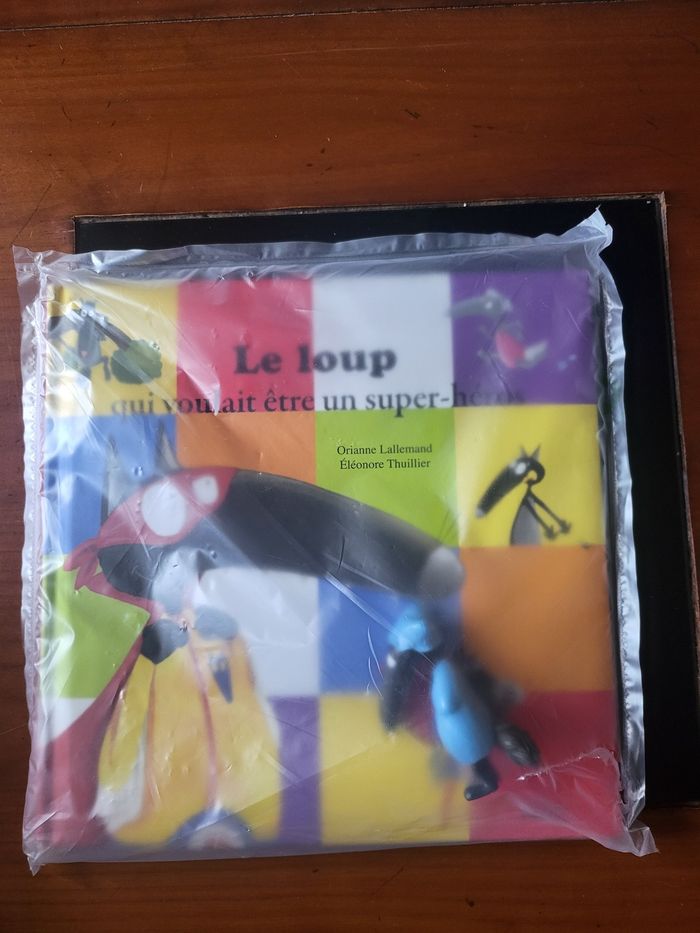 Le loup
qui voulait être un super-héros
Orianne Lallemand
Éléonore Thuillier